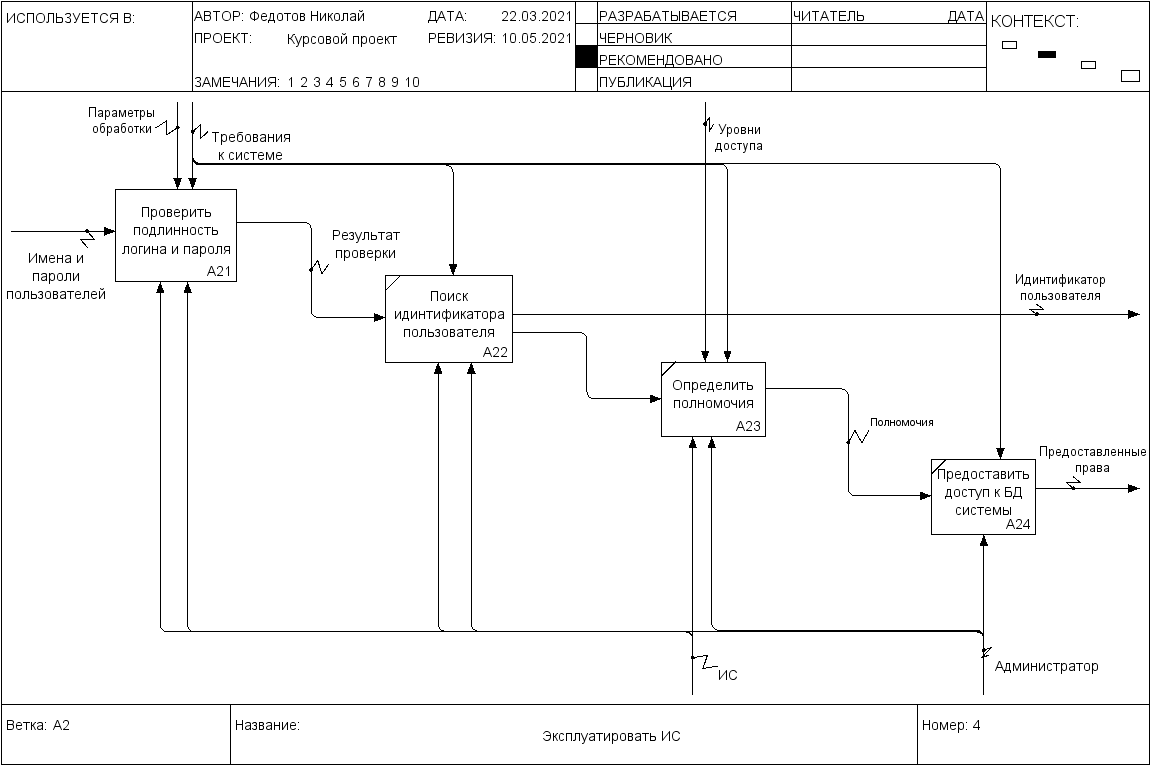 ИСПОЛЬЗУЕТСЯ В:
АВТОР: Федотов Николай
ДАТА: 22.03.2021
ПРОЕКТ: Курсовой проект
РЕВИЗИЯ: 10.05.2021
ЗАМЕЧАНИЯ: 1 2 3 4 5 6 7 8 9 10
РАЗРАБАТЫВАЕТСЯ
ЧЕРНОВИК
РЕКОМЕНДОВАНО
ПУБЛИКАЦИЯ
ЧИТАТЕЛЬ
ДАТА
КОНТЕКСТ:
Параметры
обработки
Требования
к системе
Уровни
доступа
Проверить
подлинность
логина и пароля
A21
Имена и
пароли
пользователей
Результат
проверки
Поиск
идинтификатора
пользователя
A22
Идинтификатор
пользователя
Определить
полномочия
A23
Полномочия
Предоставить
доступ к БД
системы
A24
Предоставленные
права
ИС
Администратор
Ветка: A2
Название:
Эксплуатировать ИС
Номер: 4